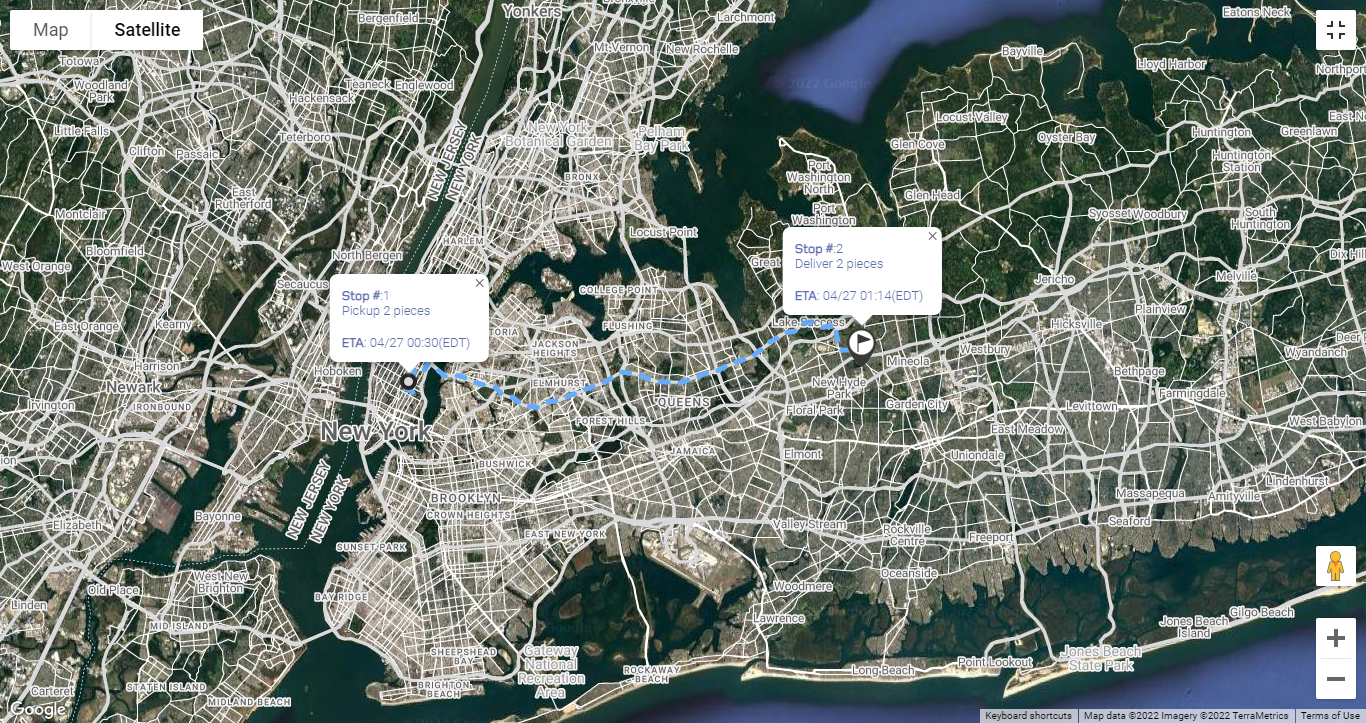 Map
Satellite
Bergenfield
Yonkers
Larchmont
Eatons Neck
Mt Vernon
New Rochelle
Bayville
Lloyd Harbor
Northpor
Totowa
Woodland
Park
Teaneck
Englewood
Hackensack
© 2022 Google
Locust Valley
Little Falls
Teterboro
Clifton
Passaic
NEW JERSEY
NEW YORK
New York
Botanical Garden
Pelham
Bay Park
Glen Cove
Oyster Bay
Huntington
Greenlawn
East N
Huntington
Station
BRONX
Port
Washington
North
East
Rutherford
Glen Head
Montclair
Port
Washington
Syosset
Woodbury
South
Huntington
Bloomfield
HARLEM
Locust Point
North Bergen
West Orange
Great
Dix Hill
Secaucus
COLLEGE POINT
Jericho
Melville
Stop #:1
Pickup 2 pieces
ETA: 04/27 00:30(EDT)
Stop #:2
Deliver 2 pieces
ETA: 04/27 01:14(EDT)
Plainview
East Orange
Kearny
TORIA
FLUSHING
Lake Success
Hicksville
Deer P
JACKSON
HEIGHTS
Westbury
Wyandanch
Harrison
Hoboken
Mineola
Bethpage
Newark
ELMHURST
New Hyde
Park
Farmingdale
Irvington
IRONBOUND
QUEENS
Floral Park
Garden City
Levittown
FOREST HILLS
West Babylon
New York
East Meadow
JAMAICA
Elmont
Uniondale
BUSHWICK
Lindenhurst
BROOKLYN
Massapequa
Amityville
CROWN HEIGHTS
NEW JERSEY
NEW YORK
Bayonne
Elizabeth
Valley Stream
Seaford
Rockville
Centre
EAST NEW YORK
Freeport
SUNSET PARK
Oceanside
West New
Brighton
Old Place
Woodmere
BAY RIDGE
Linden
Gilgo Beach
MID ISLAND
Lawrence
Jones Beach
Island
SHEEPSHEAD
BAY
Gateway
National
Recreation
Area
Jones Beach
State Park
Point Lookout
Long Beach
ROCKAWAY
BEACH
Carteret
STATEN ISLAND
BRIGHTON
BEACH
MIDLAND BEACH
Google
Keyboard shortcuts
Map data ©2022 Imagery ©2022 TerraMetrics
Terms of Use